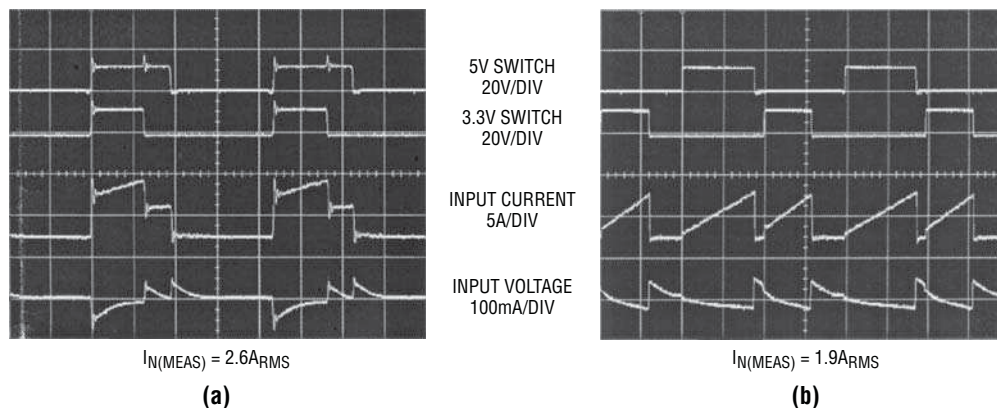 5V SWITCH
20V/DIV
3.3V SWITCH
20V/DIV
INPUT CURRENT
5A/DIV
INPUT VOLTAGE
100mA/DIV
IN(MEAS) = 2.6ARMS
(a)
IN(MEAS) = 1.9ARMS
(b)